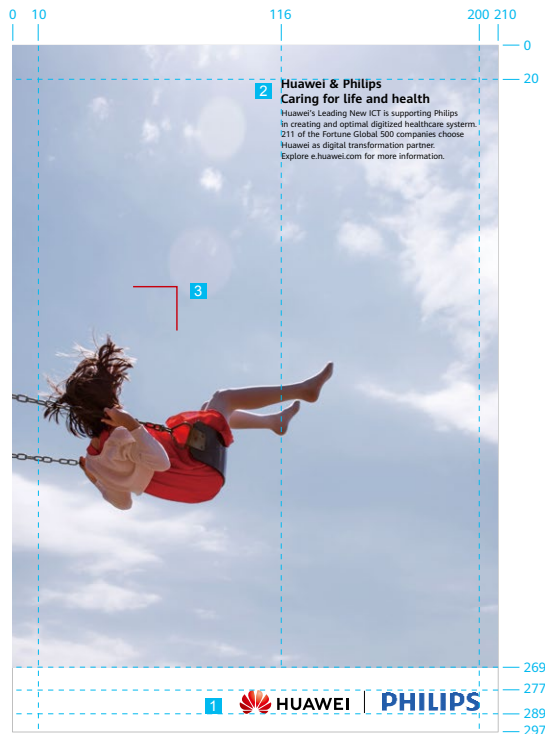 0 10 116 200 210
0
20
2 Huawei & Philips
Caring for life and health
Huawei's Leading New ICT is supporting Philips
in creating and optimal digitized healthcare systerm.
211 of the Fortune Global 500 companies choose
Huawei as digital transformation partner.
Explore e.huawei.com for more information.
3
269
277
1 HUAWEI PHILIPS
289
297